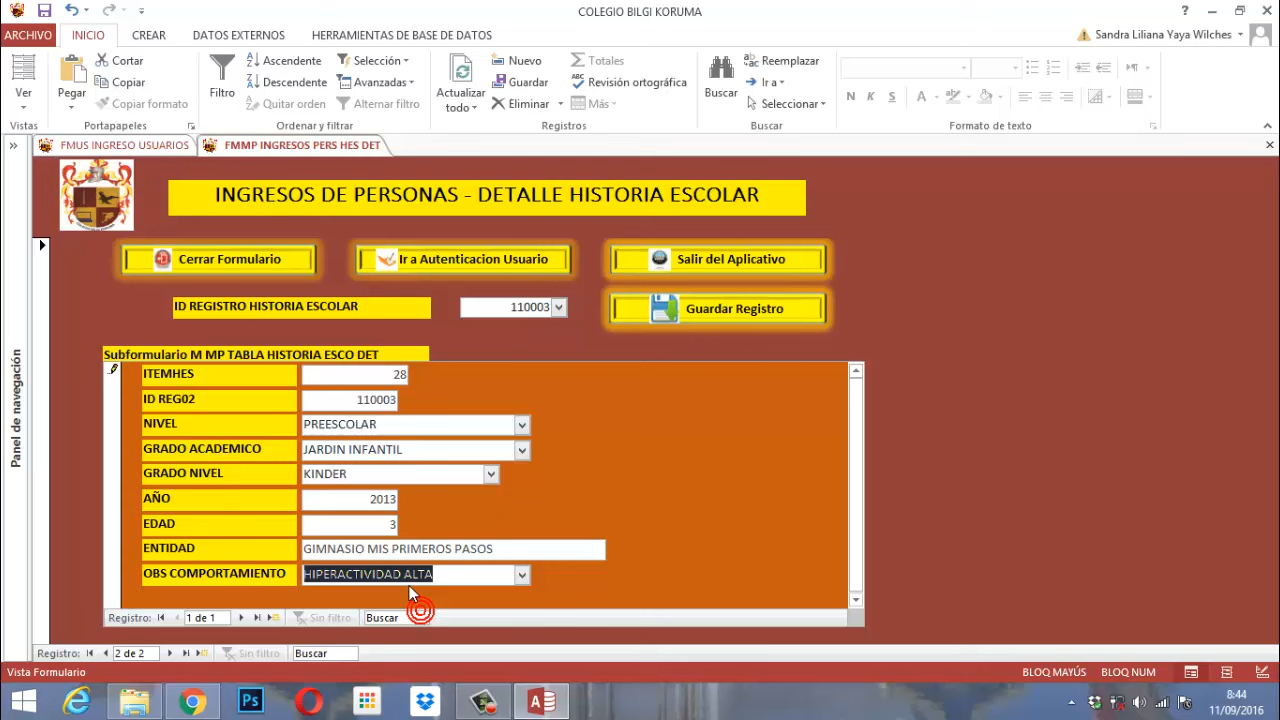 COLEGIO BILGI KORUMA
ARCHIVO INICIO CREAR DATOS EXTERNOS HERRAMIENTAS DE BASE DE DATOS Sandra Liliana Yaya Wilches
Ver
Vistas
Pegar
Cortar
Copiar
Copiar formato
Portapapeles
Filtro
Ascendente
Descendente
Quitar orden
Selección
Avanzadas
Alternar filtro
Ordenar y filtrar
Actualizar
todo
Nuevo
Guardar
Eliminar
Totales
Revisión ortográfica
Más
Registros
Buscar
Reemplazar
Ir a
Seleccionar
Buscar
N K S A
Formato de texto
FMUS INGRESO USUARIOS FMMP INGRESOS PERS HES DET
Panel de navegación
INGRESOS DE PERSONAS - DETALLE HISTORIA ESCOLAR
Cerrar Formulario Ir a Autenticacion Usuario Salir del Aplicativo
ID REGISTRO HISTORIA ESCOLAR 110003 Guardar Registro
Subformulario M MP TABLA HISTORIA ESCO DET
ITEMHES 28
ID REG02 110003
NIVEL PREESCOLAR
GRADO ACADEMICO JARDIN INFANTIL
GRADO NIVEL KINDER
AÑO 2013
EDAD 3
ENTIDAD GIMNASIO MIS PRIMEROS PASOS
OBS COMPORTAMIENTO HIPERACTIVIDAD ALTA
Registro: 1 de 1 Sin filtro Buscar
Registro: 2 de 2 Sin filtro Buscar
Vista Formulario BLOQ MAYÚS BLOQ NUM
8:44
11/09/2016